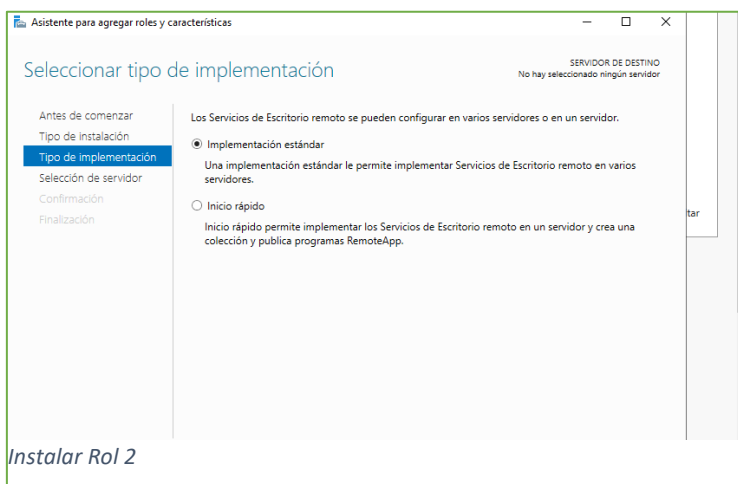 Asistente para agregar roles y características
Seleccionar tipo de implementación
SERVIDOR DE DESTINO
No hay seleccionado ningún servidor
Antes de comenzar
Tipo de instalación
Tipo de implementación
Selección de servidor
Confirmación
Finalización
Los Servicios de Escritorio remoto se pueden configurar en varios servidores o en un servidor.
Implementación estándar
Una implementación estándar le permite implementar Servicios de Escritorio remoto en varios
servidores.
Inicio rápido
Inicio rápido permite implementar los Servicios de Escritorio remoto en un servidor y crea una
colección y publica programas RemoteApp.
tar
Instalar Rol 2